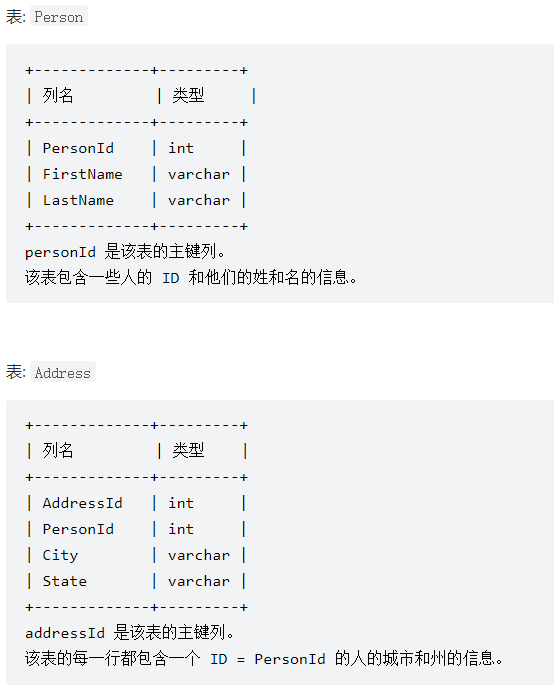 表: Person
+-------------+---------+
| 列名         | 类型     |
+-------------+---------+
| PersonId    | int     |
| FirstName   | varchar |
| LastName    | varchar |
+-------------+---------+
personId 是该表的主键列。
该表包含一些人的 ID 和他们的姓和名的信息。
表: Address
+-------------+---------+
| 列名         | 类型    |
+-------------+---------+
| AddressId   | int     |
| PersonId    | int     |
| City        | varchar |
| State       | varchar |
+-------------+---------+
addressId 是该表的主键列。
该表的每一行都包含一个 ID = PersonId 的人的城市和州的信息。